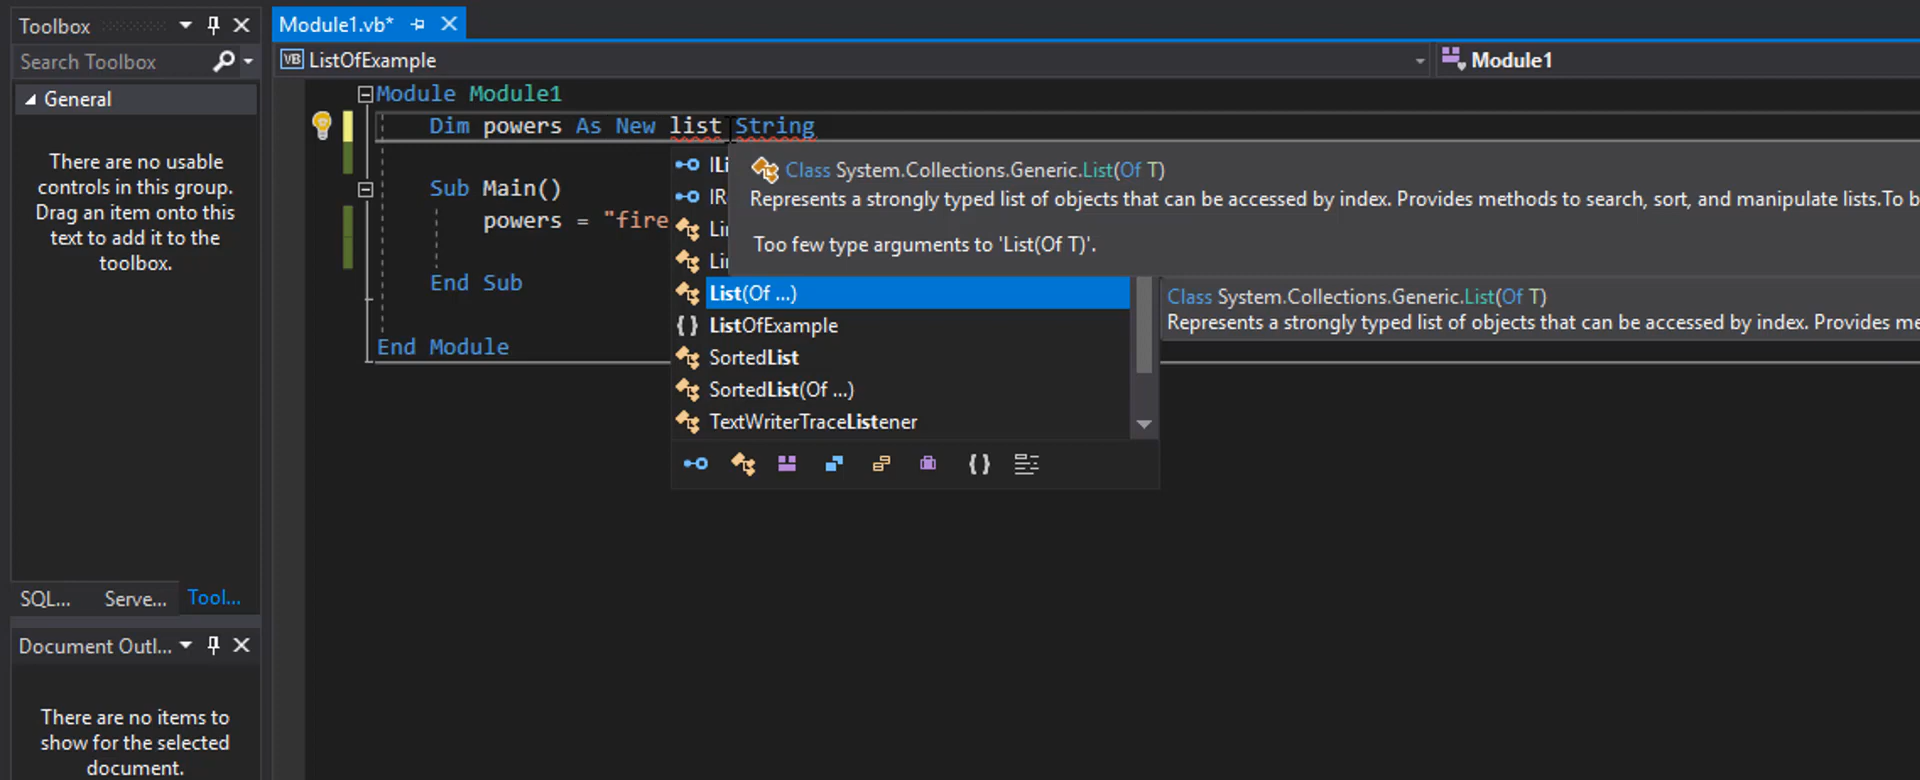 Toolbox
Module1.vb*
Search Toolbox
VB ListOfExample
Module1
General
Module Module1
Dim powers As New list String
There are no usable
controls in this group.
Drag an item onto this
text to add it to the
toolbox.
Sub Main()
powers = "fire
End Sub
End Module
ILi
IR
Lin
Lin
List(Of ...)
ListOfExample
SortedList
SortedList(Of ...)
TextWriterTraceListener
Class System.Collections.Generic.List(Of T)
Represents a strongly typed list of objects that can be accessed by index. Provides methods to search, sort, and manipulate lists.To b
Too few type arguments to 'List(Of T)'.
Class System.Collections.Generic.List(Of T)
Represents a strongly typed list of objects that can be accessed by index. Provides me
SQL... Serve... Tool...
Document Outl...
There are no items to
show for the selected
document.